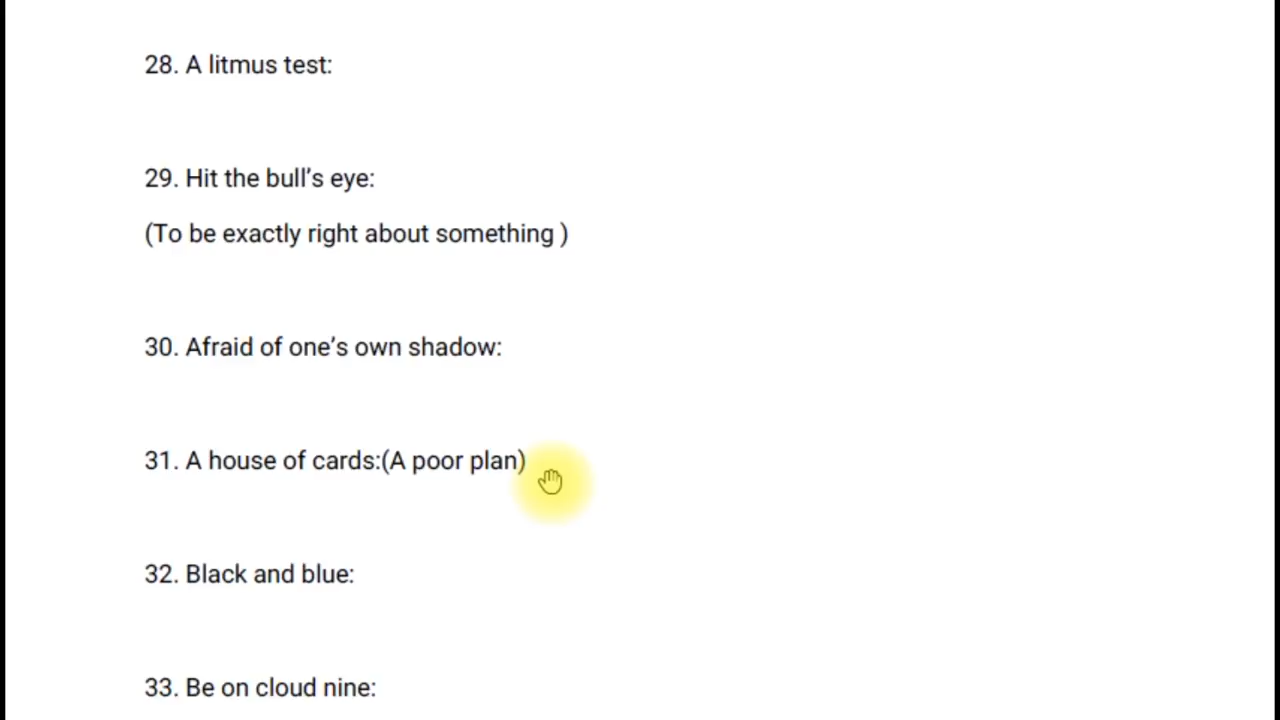 28. A litmus test:
29. Hit the bull’s eye:
(To be exactly right about something )
30. Afraid of one’s own shadow:
31. A house of cards:(A poor plan)
32. Black and blue:
33. Be on cloud nine: